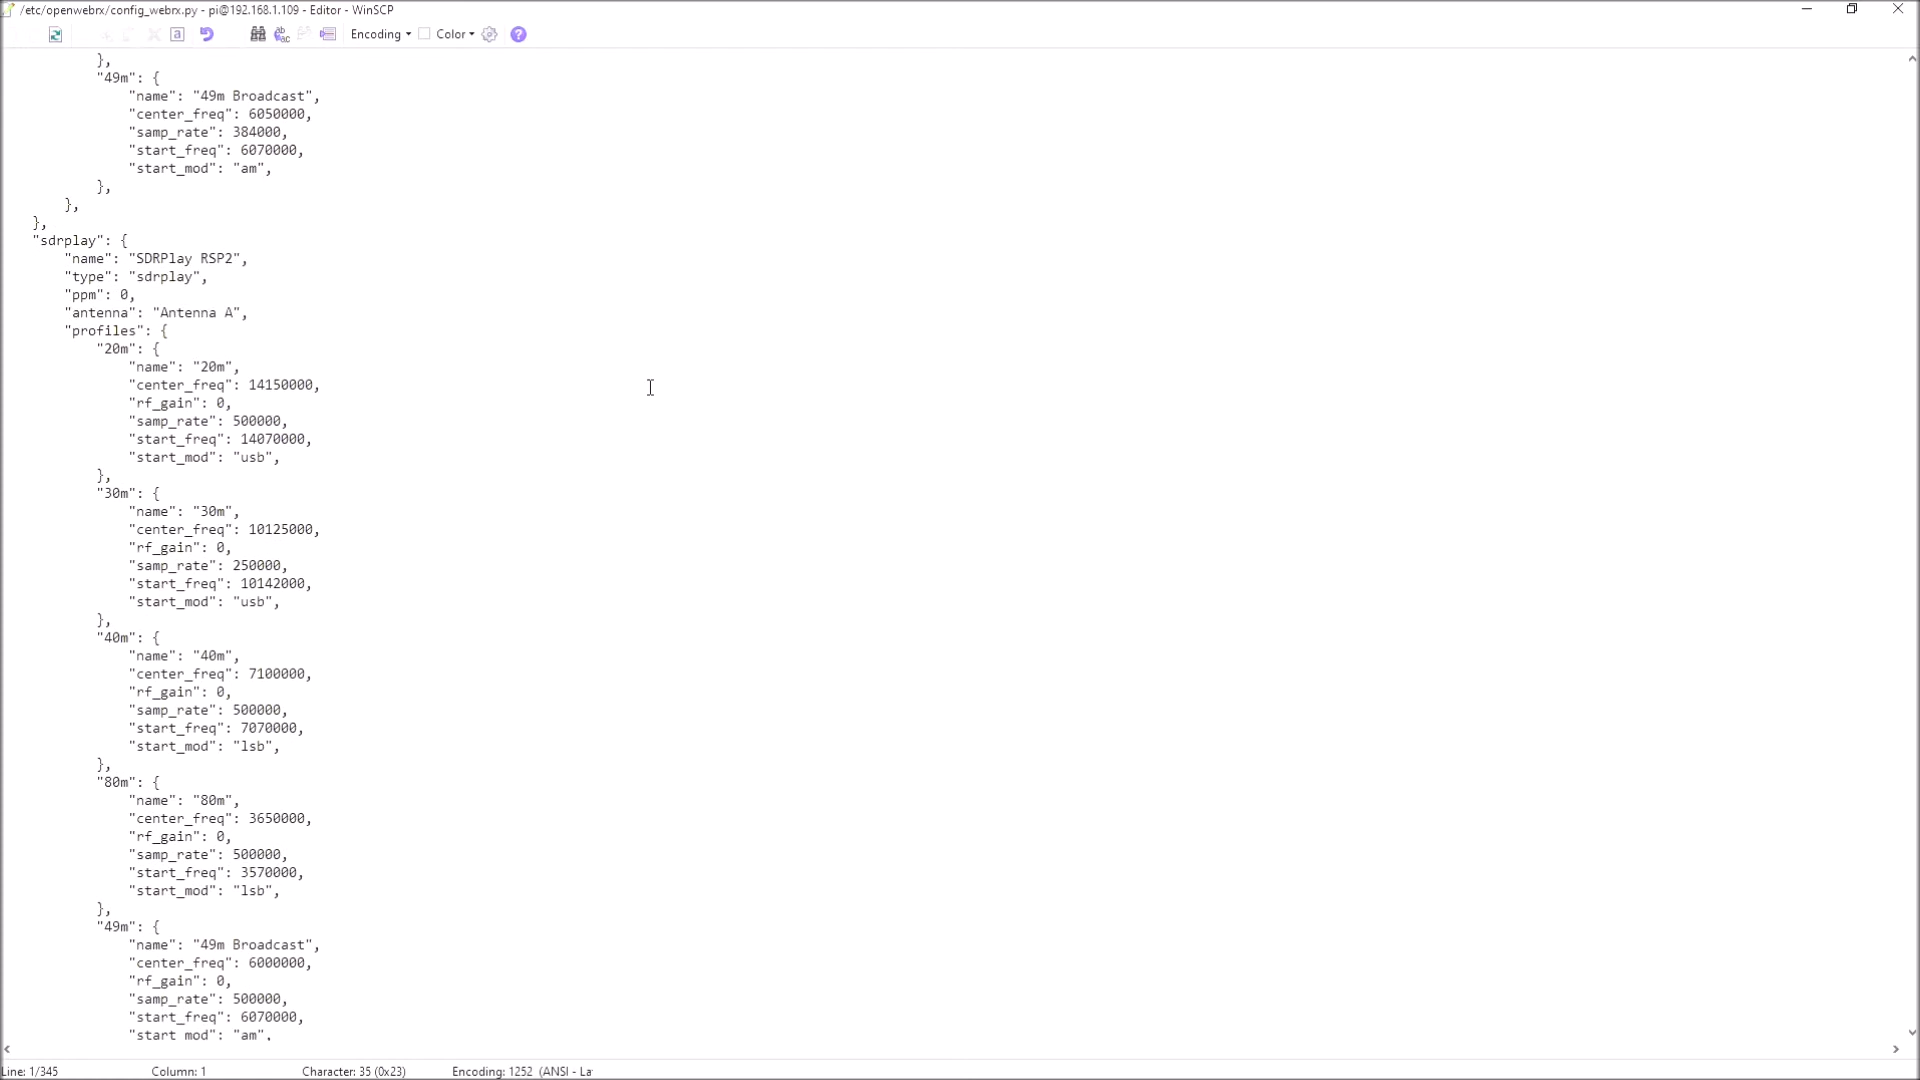 /etc/openwebrx/config_webrx.py - pi@192.168.1.109 - Editor - WinSCP
Encoding Color
},
"49m": {
"name": "49m Broadcast",
"center_freq": 6050000,
"samp_rate": 384000,
"start_freq": 6070000,
"start_mod": "am",
},
},
},
"sdrplay": {
"name": "SDRPlay RSP2",
"type": "sdrplay",
"ppm": 0,
"antenna": "Antenna A",
"profiles": {
"20m": {
"name": "20m",
"center_freq": 14150000,
"rf_gain": 0,
"samp_rate": 500000,
"start_freq": 14070000,
"start_mod": "usb",
},
"30m": {
"name": "30m",
"center_freq": 10125000,
"rf_gain": 0,
"samp_rate": 250000,
"start_freq": 10142000,
"start_mod": "usb",
},
"40m": {
"name": "40m",
"center_freq": 7100000,
"rf_gain": 0,
"samp_rate": 500000,
"start_freq": 7070000,
"start_mod": "lsb",
},
"80m": {
"name": "80m",
"center_freq": 3650000,
"rf_gain": 0,
"samp_rate": 500000,
"start_freq": 3570000,
"start_mod": "lsb",
},
"49m": {
"name": "49m Broadcast",
"center_freq": 6000000,
"rf_gain": 0,
"samp_rate": 500000,
"start_freq": 6070000,
"start_mod": "am",
Line: 1/345 Column: 1 Character: 35 (0x23) Encoding: 1252 (ANSI - La